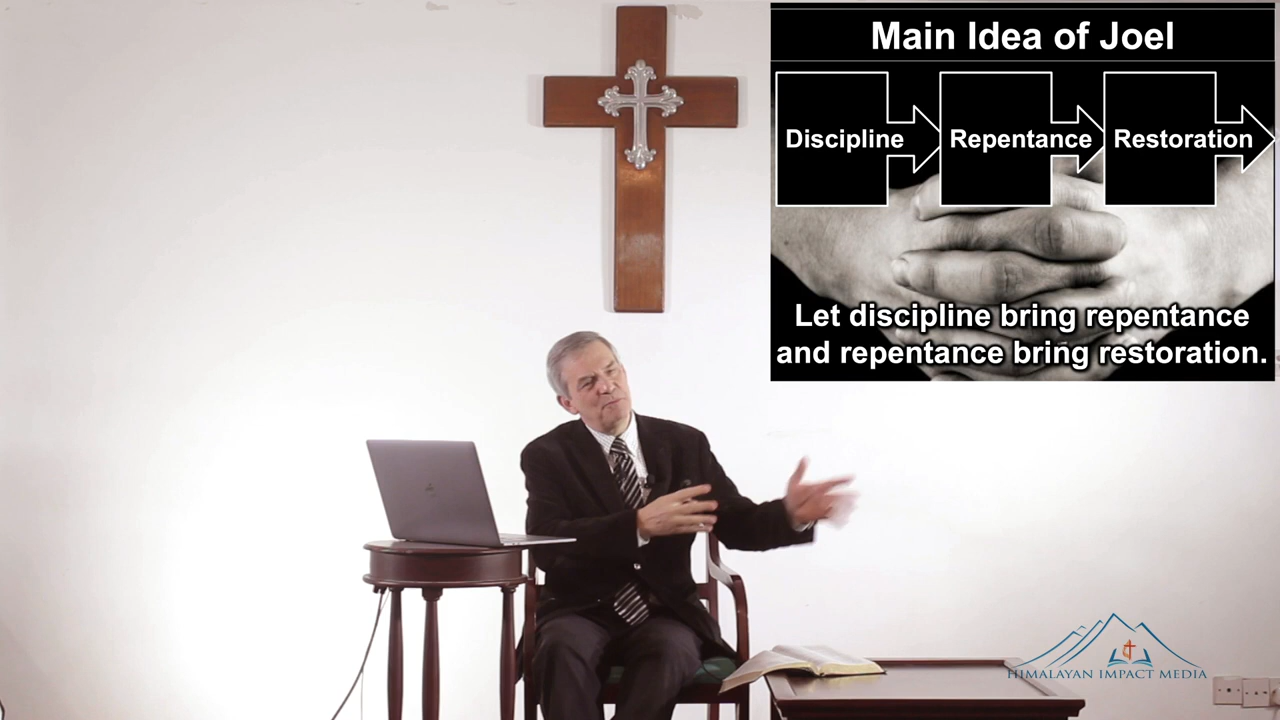 Main Idea of Joel
Discipline
Repentance
Restoration
Let discipline bring repentance
and repentance bring restoration.
HIMALAYAN IMPACT MEDIA